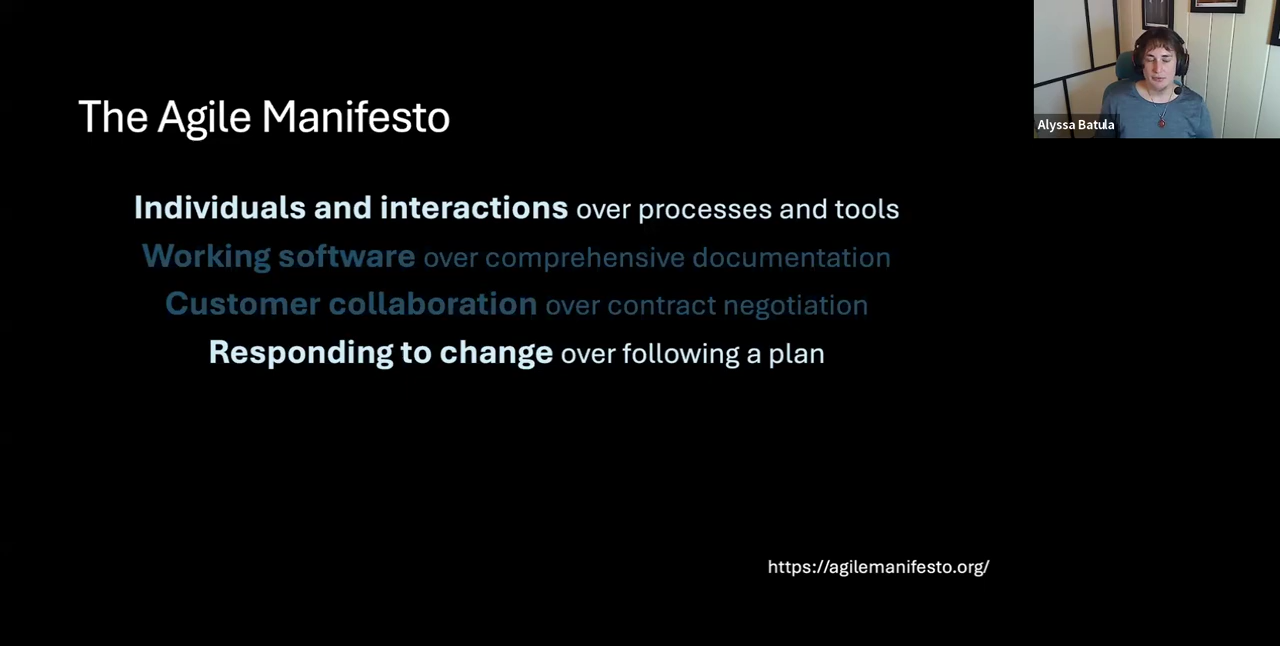 The Agile Manifesto
Alyssa Batula
Individuals and interactions over processes and tools
Working software over comprehensive documentation
Customer collaboration over contract negotiation
Responding to change over following a plan
https://agilemanifesto.org/